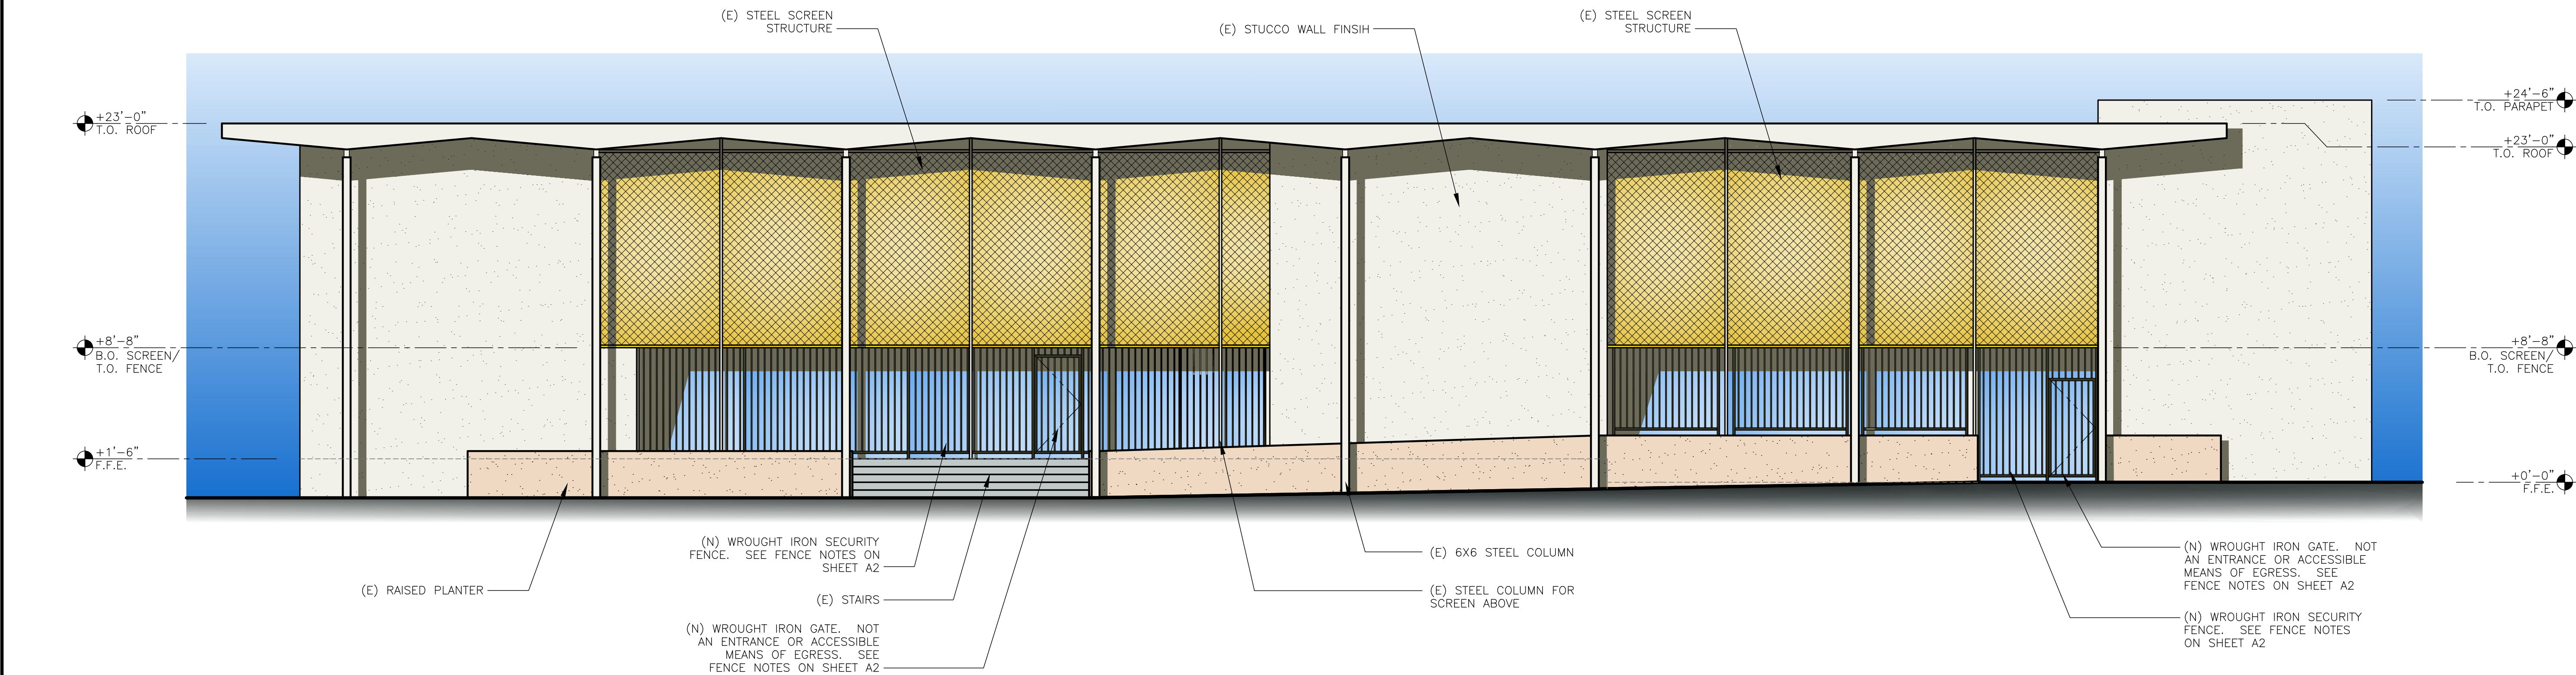 (E) STEEL SCREEN
STRUCTURE
(E) STUCCO WALL FINSIH
(E) STEEL SCREEN
STRUCTURE
+23'-0"
T.O. ROOF
+24'-6"
T.O. PARAPET
+23'-0"
T.O. ROOF
+8'-8"
B.O. SCREEN/
T.O. FENCE
+8'-8"
B.O. SCREEN/
T.O. FENCE
+1'-6"
F.F.E.
+0'-0"
F.F.E.
(E) RAISED PLANTER
(N) WROUGHT IRON SECURITY
FENCE. SEE FENCE NOTES ON
SHEET A2
(E) STAIRS
(N) WROUGHT IRON GATE. NOT
AN ENTRANCE OR ACCESSIBLE
MEANS OF EGRESS. SEE
FENCE NOTES ON SHEET A2
(E) 6X6 STEEL COLUMN
(E) STEEL COLUMN FOR
SCREEN ABOVE
(N) WROUGHT IRON GATE. NOT
AN ENTRANCE OR ACCESSIBLE
MEANS OF EGRESS. SEE
FENCE NOTES ON SHEET A2
(N) WROUGHT IRON SECURITY
FENCE. SEE FENCE NOTES
ON SHEET A2